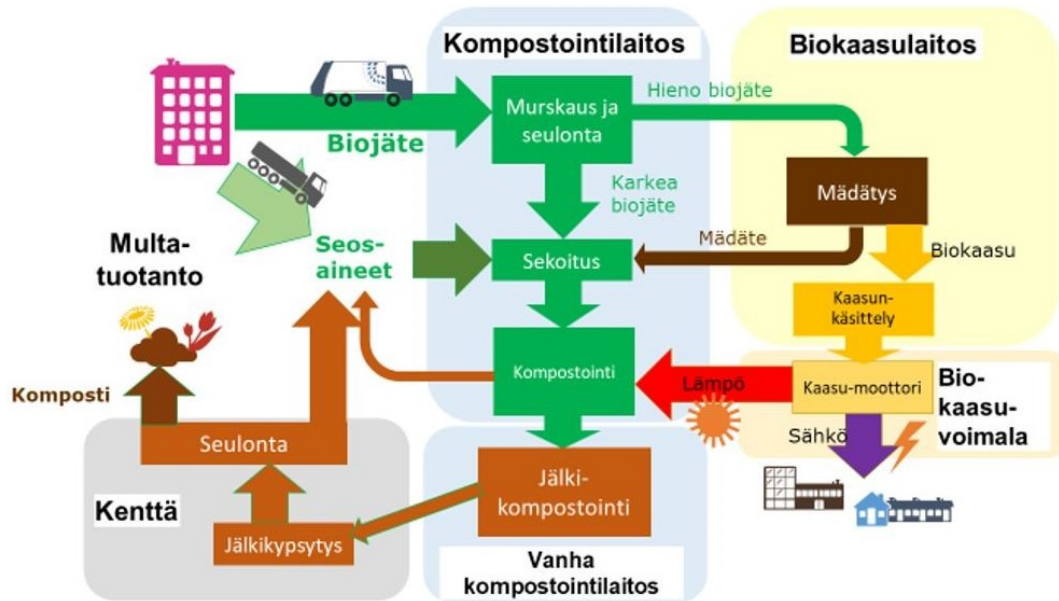 Kompostointilaitos
Biokaasulaitos
Biojäte
Murskaus ja
seulonta
Hieno biojäte
Karkea
biojäte
Mädätys
Mädäte
Biokaasu
Multa-
tuotanto
Seos-
aineet
Sekoitus
Kaasun-
käsittely
Kompostointi
Lämpö
Kaasu-moottori
Bio-
kaasu-
voimala
Sähkö
Komposti
Seulonta
Kenttä
Jälkikypsytys
Jälki-
kompostointi
Vanha
kompostointilaitos